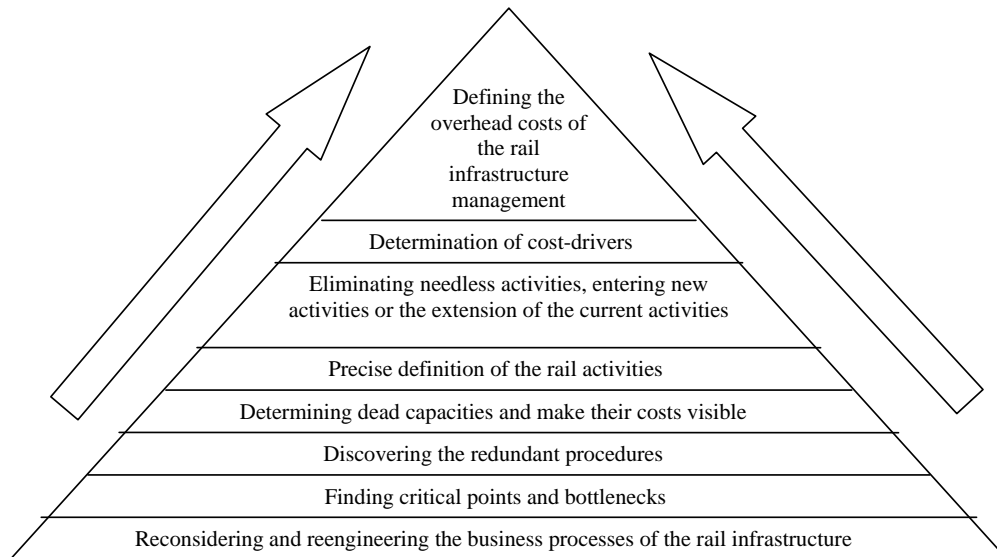 Defining the
overhead costs of
the rail
infrastructure
management
Determination of cost-drivers
Eliminating needless activities, entering new
activities or the extension of the current activities
Precise definition of the rail activities
Determining dead capacities and make their costs visible
Discovering the redundant procedures
Finding critical points and bottlenecks
Reconsidering and reengineering the business processes of the rail infrastructure